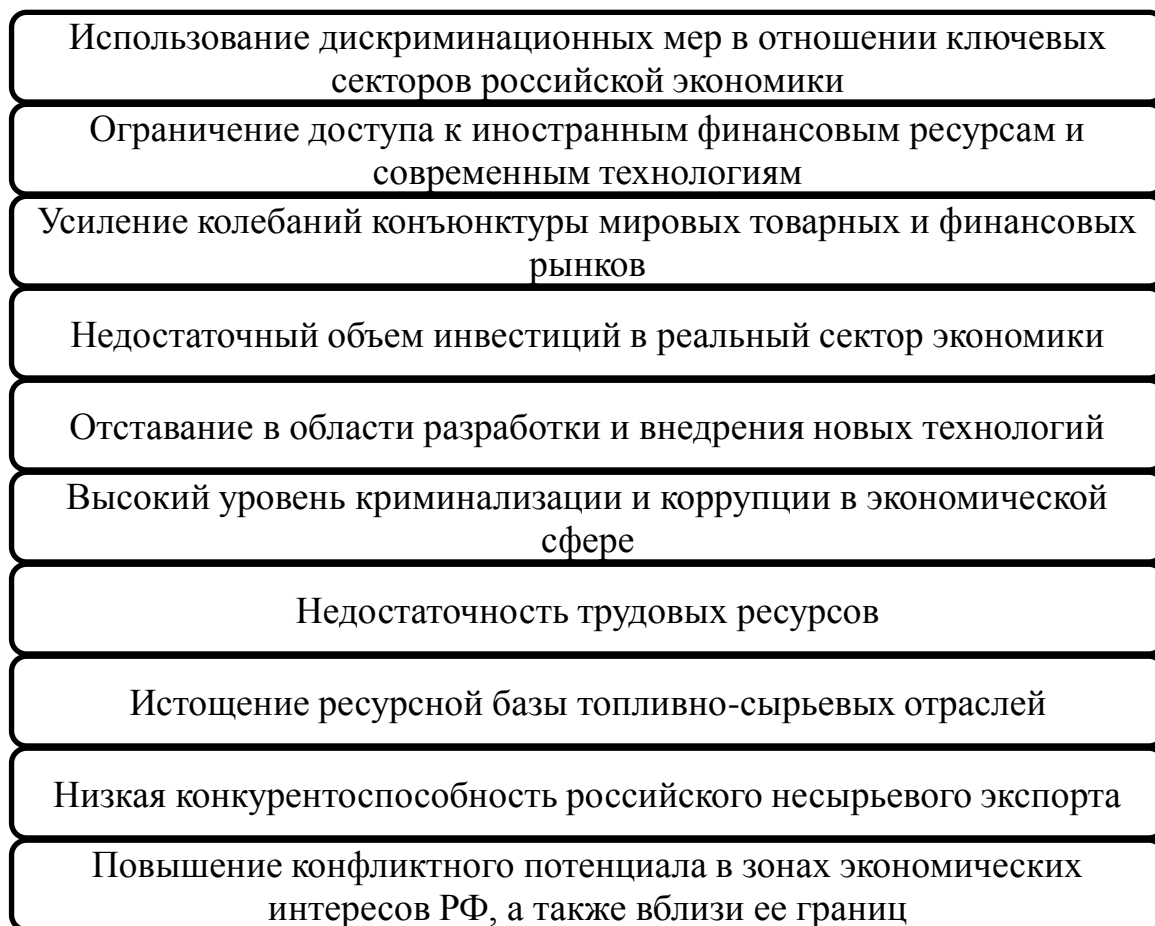 Использование дискриминационных мер в отношении ключевых
секторов российской экономики
Ограничение доступа к иностранным финансовым ресурсам и
современным технологиям
Усиление колебаний конъюнктуры мировых товарных и финансовых
рынков
Недостаточный объем инвестиций в реальный сектор экономики
Отставание в области разработки и внедрения новых технологий
Высокий уровень криминализации и коррупции в экономической
сфере
Недостаточность трудовых ресурсов
Истощение ресурсной базы топливно-сырьевых отраслей
Низкая конкурентоспособность российского несырьевого экспорта
Повышение конфликтного потенциала в зонах экономических
интересов РФ, а также вблизи ее границ